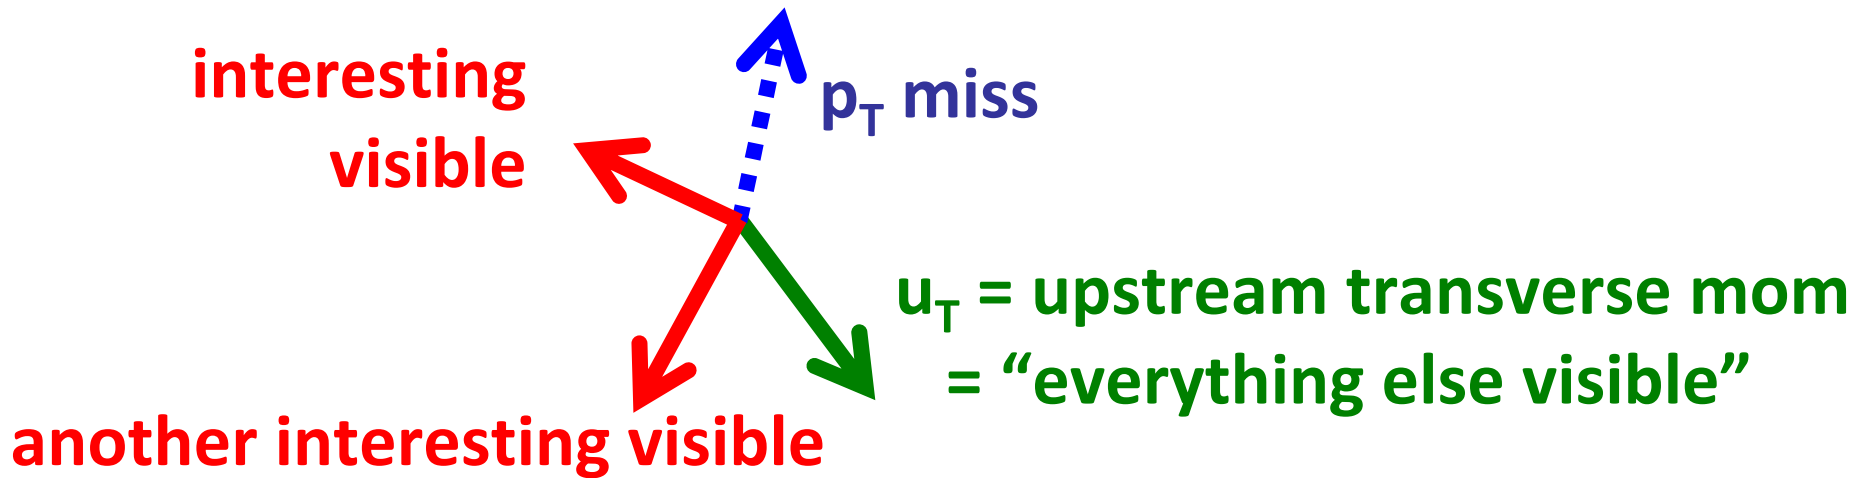 interesting
visible
p_T miss
u_T = upstream transverse mom
= “everything else visible”
another interesting visible